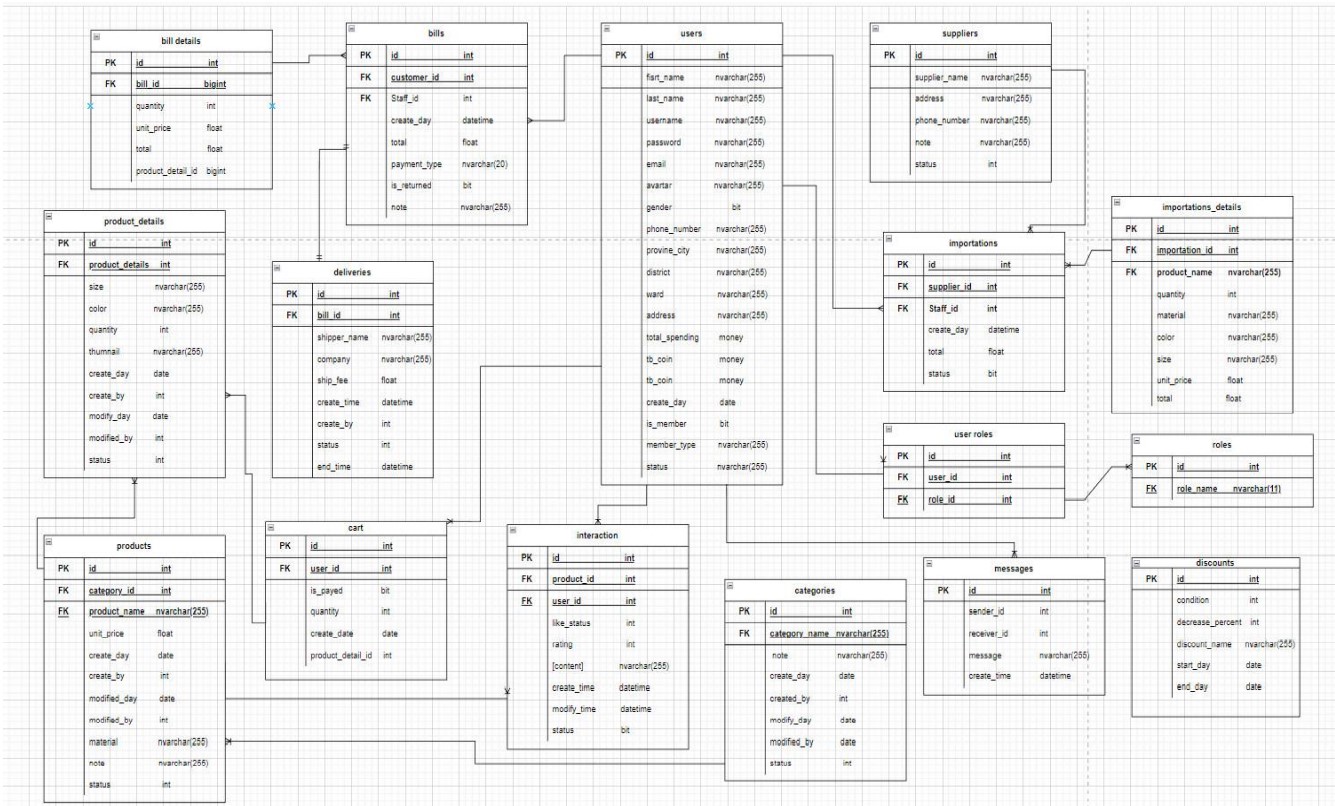 bill details
PK id int
FK bill_id bigint
quantity int
unit_price float
total float
product_detail_id bigint
bills
PK id int
FK customer_id int
FK Staff_id int
create_day datetime
total float
payment_type nvarchar(20)
is_returned bit
note nvarchar(255)
users
PK id int
fisrt_name nvarchar(255)
last_name nvarchar(255)
username nvarchar(255)
password nvarchar(255)
email nvarchar(255)
avartar nvarchar(255)
gender bit
phone_number nvarchar(255)
provine_city nvarchar(255)
district nvarchar(255)
ward nvarchar(255)
address nvarchar(255)
total_spending money
tb_coin money
tb_coin money
create_day date
is_member bit
member_type nvarchar(255)
status nvarchar(255)
suppliers
PK id int
supplier_name nvarchar(255)
address nvarchar(255)
phone_number nvarchar(255)
note nvarchar(255)
status int
product_details
PK id int
FK product_details int
size nvarchar(255)
color nvarchar(255)
quantity int
thumnail nvarchar(255)
create_day date
create_by int
modify_day date
modified_by int
status int
deliveries
PK id int
FK bill_id int
shipper_name nvarchar(255)
company nvarchar(255)
ship_fee float
create_time datetime
create_by int
status int
end_time datetime
importations
PK id int
FK supplier_id int
FK Staff_id int
create_day datetime
total float
status bit
importations_details
PK id int
FK importation_id int
FK product_name nvarchar(255)
quantity int
material nvarchar(255)
color nvarchar(255)
size nvarchar(255)
unit_price float
total float
user roles
PK id int
FK user_id int
FK role_id int
roles
PK id int
FK role_name nvarchar(11)
products
PK id int
FK category_id int
FK product_name nvarchar(255)
unit_price float
create_day date
create_by int
modified_day date
modified_by int
material nvarchar(255)
note nvarchar(255)
status int
cart
PK id int
FK user_id int
is_payed bit
quantity int
create_date date
product_detail_id int
interaction
PK id int
FK product_id int
FK user_id int
like_status int
rating int
[content] nvarchar(255)
create_time datetime
modify_time datetime
status bit
categories
PK id int
FK category_name nvarchar(255)
note nvarchar(255)
create_day date
created_by int
modify_day date
modified_by date
status int
messages
PK id int
sender_id int
receiver_id int
message nvarchar(255)
create_time datetime
discounts
PK id int
condition int
decrease_percent int
discount_name nvarchar(255)
start_day date
end_day date